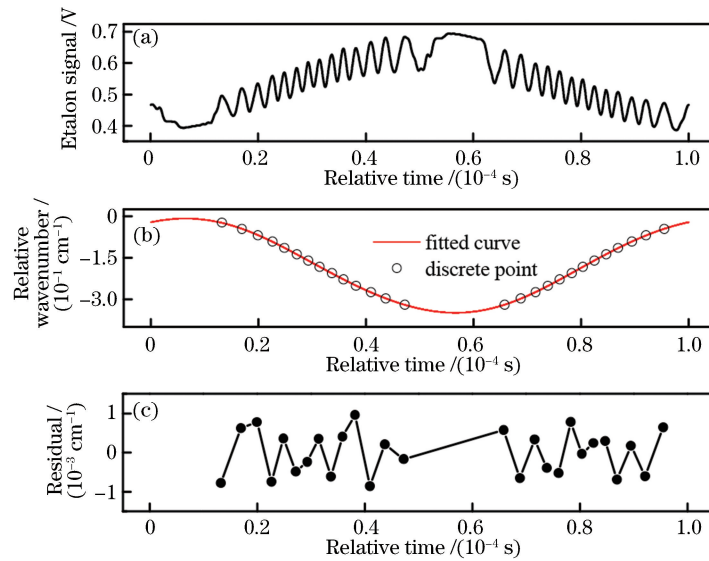 (a)
Etalon signal /V
0.7
0.6
0.5
0.4
0 0.2 0.4 0.6 0.8 1.0
Relative time /(10⁻⁴ s)
(b)
Relative
wavenumber /
(10⁻¹ cm⁻¹)
0
−1.5
−3.0
fitted curve
discrete point
0 0.2 0.4 0.6 0.8 1.0
Relative time /(10⁻⁴ s)
(c)
Residual /
(10⁻³ cm⁻¹)
1
0
−1
0 0.2 0.4 0.6 0.8 1.0
Relative time /(10⁻⁴ s)